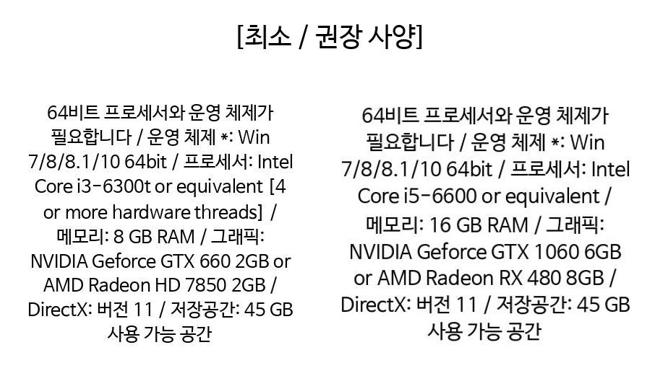 [최소 / 권장 사양]
64비트 프로세서와 운영 체제가
필요합니다 / 운영 체제 *: Win
7/8/8.1/10 64bit / 프로세서: Intel
Core i3-6300t or equivalent [4
or more hardware threads] /
메모리: 8 GB RAM / 그래픽:
NVIDIA Geforce GTX 660 2GB or
AMD Radeon HD 7850 2GB /
DirectX: 버전 11 / 저장공간: 45 GB
사용 가능 공간
64비트 프로세서와 운영 체제가
필요합니다 / 운영 체제 *: Win
7/8/8.1/10 64bit / 프로세서: Intel
Core i5-6600 or equivalent /
메모리: 16 GB RAM / 그래픽:
NVIDIA Geforce GTX 1060 6GB
or AMD Radeon RX 480 8GB /
DirectX: 버전 11 / 저장공간: 45 GB
사용 가능 공간